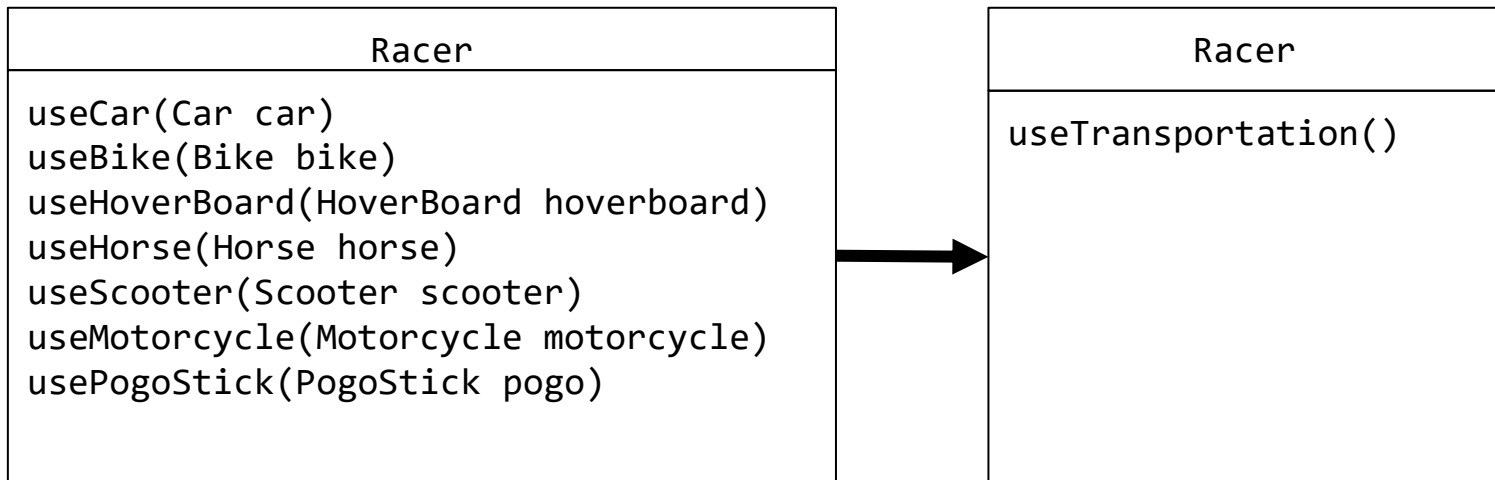 Racer
useCar(Car car)
useBike(Bike bike)
useHoverBoard(HoverBoard hoverboard)
useHorse(Horse horse)
useScooter(Scooter scooter)
useMotorcycle(Motorcycle motorcycle)
usePogoStick(PogoStick pogo)
Racer
useTransportation()